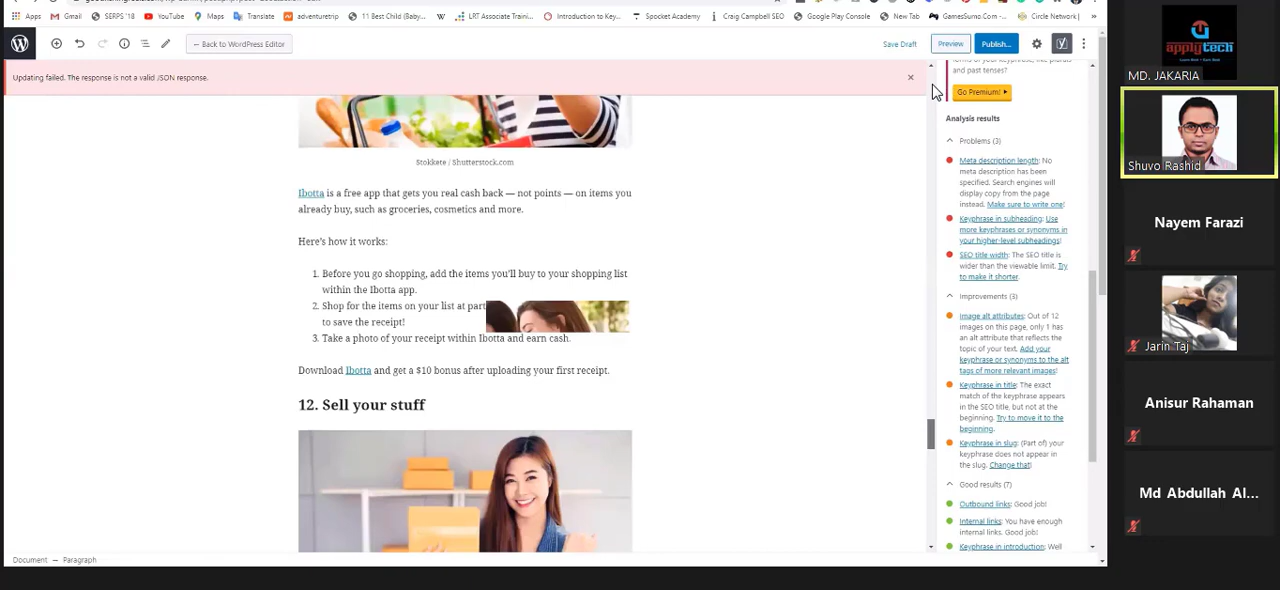 Gmail
SERPS '18
YouTube
Maps
Translate
adventuretrip
11 Best Child (Baby...
LRT Associate Traini...
Introduction to Key...
Spocket Academy
Craig Campbell SEO
Google Play Console
New Tab
GamesSumo.Com -...
Circle Network |
»
← Back to WordPress Editor
Save Draft
Preview
Publish...
Updating failed. The response is not a valid JSON response.
×
Stokkete / Shutterstock.com
Ibotta is a free app that gets you real cash back — not points — on items you
already buy, such as groceries, cosmetics and more.
Here's how it works:
1. Before you go shopping, add the items you'll buy to your shopping list
within the Ibotta app.
2. Shop for the items on your list at part
to save the receipt!
3. Take a photo of your receipt within Ibotta and earn cash.
Download Ibotta and get a $10 bonus after uploading your first receipt.
12. Sell your stuff
Document → Paragraph
and past tenses?
Go Premium!
Analysis results
Problems (3)
Meta description length: No
meta description has been
specified. Search engines will
display copy from the page
instead. Make sure to write one!
Keyphrase in subheading: Use
more keyphrases or synonyms in
your higher-level subheadings!
SEO title width: The SEO title is
wider than the viewable limit. Try
to make it shorter.
Improvements (3)
Image alt attributes: Out of 12
images on this page, only 1 has
an alt attribute that reflects the
topic of your text. Add your
keyphrase or synonyms to the alt
tags of more relevant images!
Keyphrase in title: The exact
match of the keyphrase appears
in the SEO title, but not at the
beginning. Try to move it to the
beginning.
Keyphrase in slug: (Part of) your
keyphrase does not appear in
the slug. Change that!
Good results (7)
Outbound links: Good job!
Internal links: You have enough
internal links. Good job!
Keyphrase in introduction: Well
applytech
MD. JAKARIA
Shuvo Rashid
Nayem Farazi
Jarin Taj
Anisur Rahaman
Md Abdullah Al...